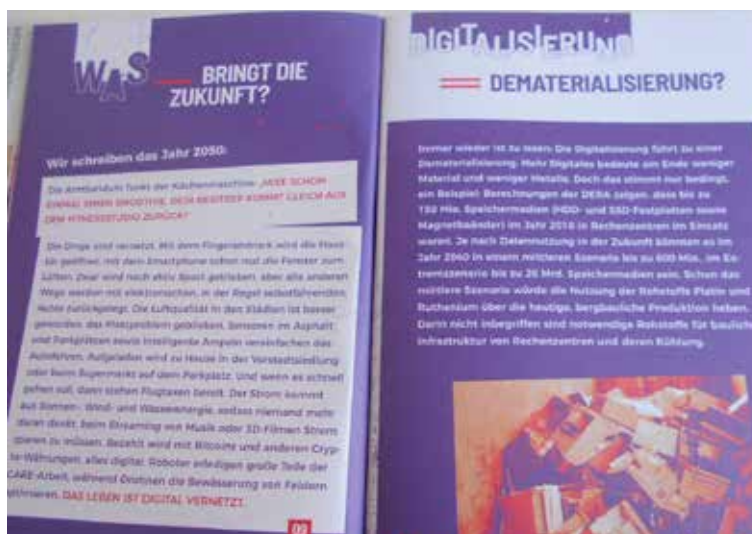 WAS BRINGT DIE
ZUKUNFT?
Wir schreiben das Jahr 2050:
Die Armbanduhr funkt der Küchenmaschine: „MIXE SCHON
EINMAL EINEN SMOOTHIE, DEIN BESITZER KOMMT GLEICH AUS
DEM FITNESSSTUDIO ZURÜCK!“
Die Dinge sind vernetzt. Mit dem Fingerabdruck wird die Haus-
tür geöffnet, mit dem Smartphone schon mal die Fenster zum
Lüften. Zwar wird noch aktiv Sport getrieben, aber alle anderen
Wege werden mit elektronischen, in der Regel selbstfahrenden
zurückgelegt. Die Luftqualität in den Städten ist besser
geworden, das Platzproblem geblieben. Sensoren im Asphalt
und Parkplätzen sowie intelligente Ampeln vereinfachen das
Autofahren. Aufgeladen wird zu Hause in der Vorstadtsiedlung
oder beim Supermarkt auf dem Parkplatz. Und wenn es schnell
gehen soll, dann stehen Flugtaxen bereit. Der Strom kommt
aus Sonnen-, Wind- und Wasserenergie, sodass niemand mehr
daran denkt, beim Streaming von Musik oder 3D-Filmen Strom
sparen zu müssen. Bezahlt wird mit Bitcoins und anderen Cryp-
to-Währungen, alles digital. Roboter erledigen große Teile der
CARE-Arbeit, während Drohnen die Bewässerung von Feldern
optimieren. DAS LEBEN IST DIGITAL VERNETZT.
09
DIGITALISIERUNG
DEMATERIALISIERUNG?
Immer wieder ist zu lesen: Die Digitalisierung führt zu einer
Dematerialisierung. Mehr Digitales bedeute am Ende weniger
Material und weniger Metalle. Doch das stimmt nur bedingt,
ein Beispiel: Berechnungen der DERA zeigen, dass bis zu
750 Mio. Speichermedien (HDD- und SSD-Festplatten sowie
Magnetbänder) im Jahr 2018 in Rechenzentren im Einsatz
waren. Je nach Datennutzung in der Zukunft könnten es im
Jahr 2040 in einem mittleren Szenario bis zu 600 Mio., im Ex-
tremszenario bis zu 26 Mrd. Speichermedien sein. Schon das
mittlere Szenario würde die Nutzung der Rohstoffe Platin und
Ruthenium über die heutige, bergbauliche Produktion heben.
Darin nicht inbegriffen sind notwendige Rohstoffe für bauliche
Infrastruktur von Rechenzentren und deren Kühlung.